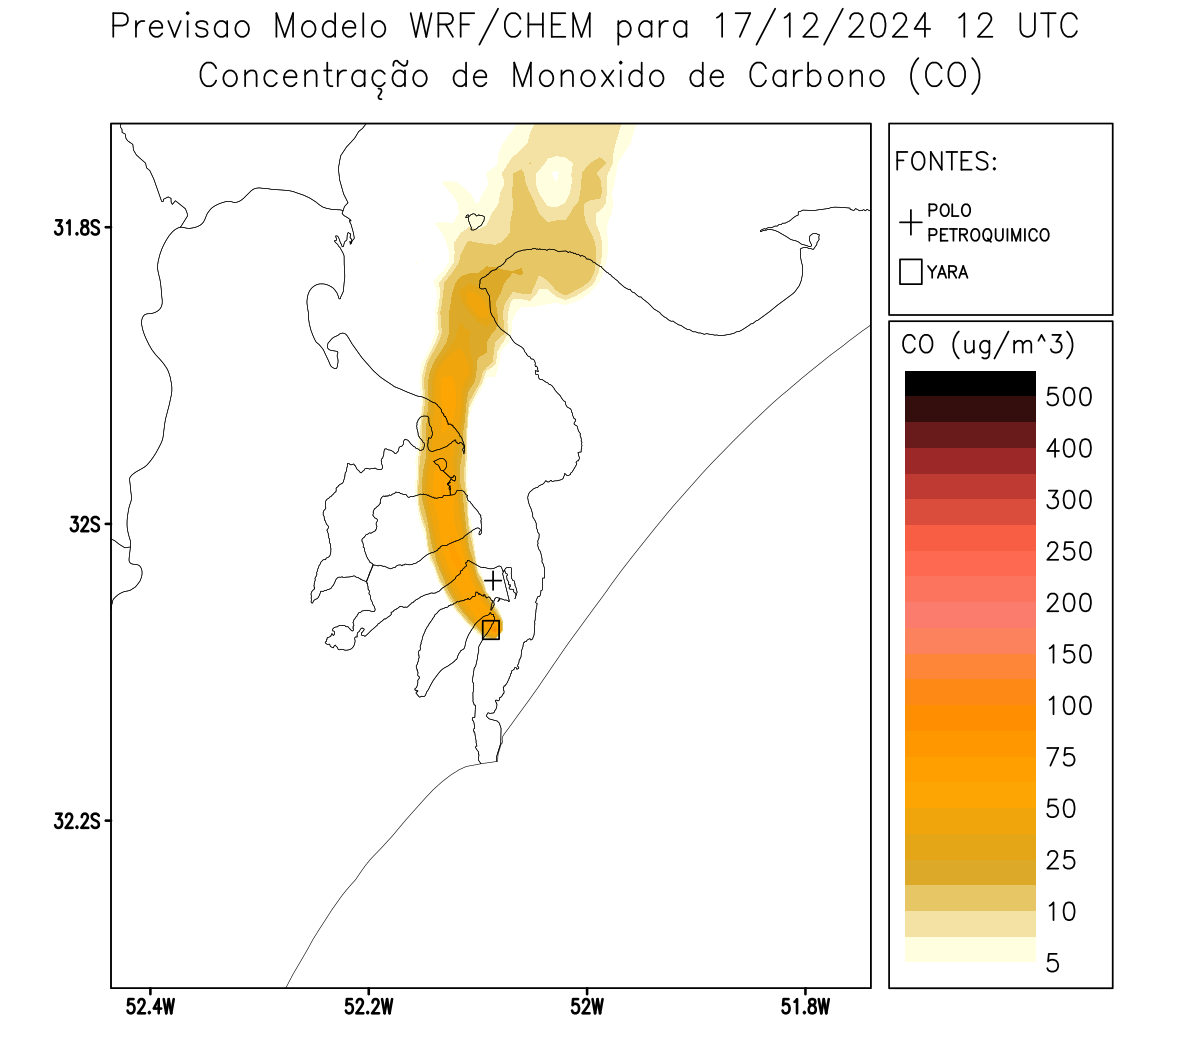 Previsao Modelo WRF/CHEM para 17/12/2024 12 UTC
Concentração de Monoxido de Carbono (CO)
FONTES:
POLO
PETROQUIMICO
YARA
CO (ug/m^3)
500
400
300
250
200
150
100
75
50
25
10
5
31.8S
32S
32.2S
52.4W
52.2W
52W
51.8W